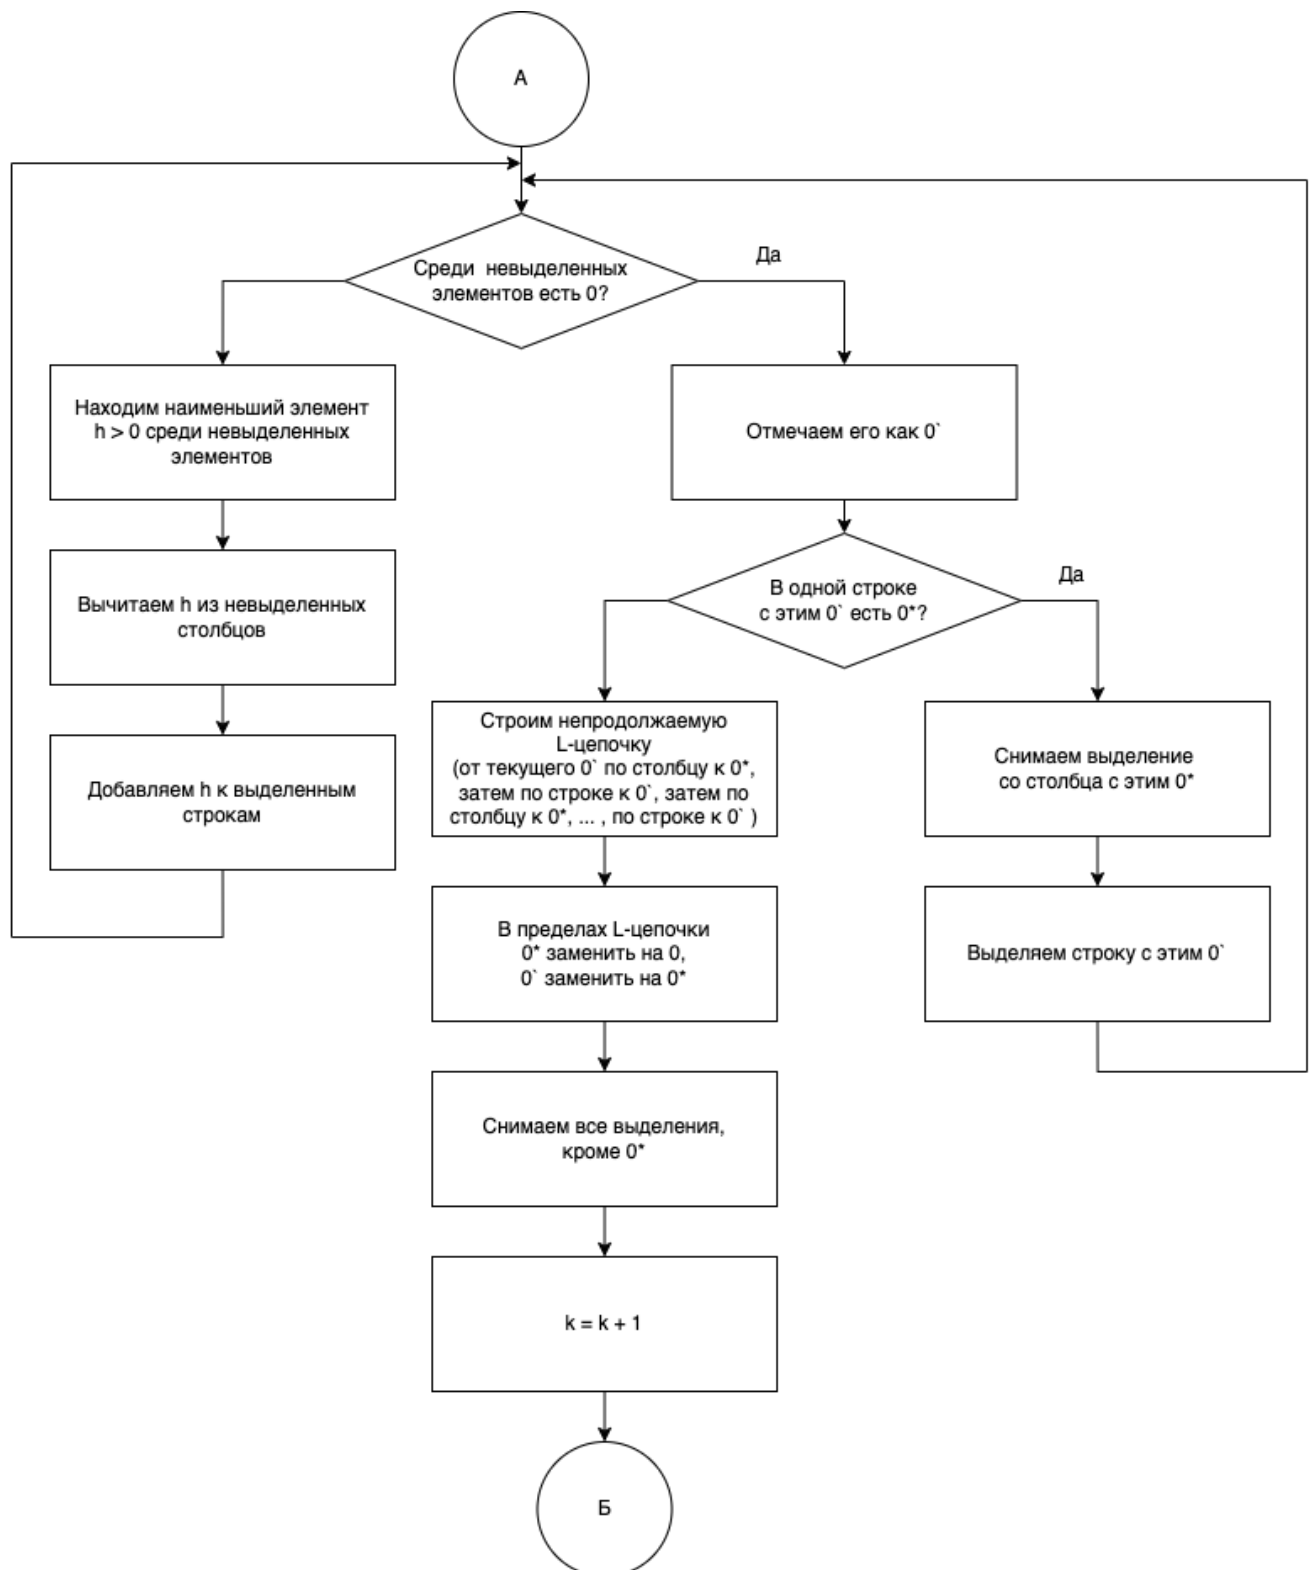 А
Да
Среди невыделенных
элементов есть 0?
Находим наименьший элемент
h > 0 среди невыделенных
элементов
Отмечаем его как 0`
Вычитаем h из невыделенных
столбцов
Да
В одной строке
с этим 0` есть 0*?
Добавляем h к выделенным
строкам
Строим непродолжаемую
L-цепочку
(от текущего 0` по столбцу к 0*,
затем по строке к 0`, затем по
столбцу к 0*, ... , по строке к 0` )
Снимаем выделение
со столбца с этим 0*
В пределах L-цепочки
0* заменить на 0,
0` заменить на 0*
Выделяем строку с этим 0`
Снимаем все выделения,
кроме 0*
k = k + 1
Б